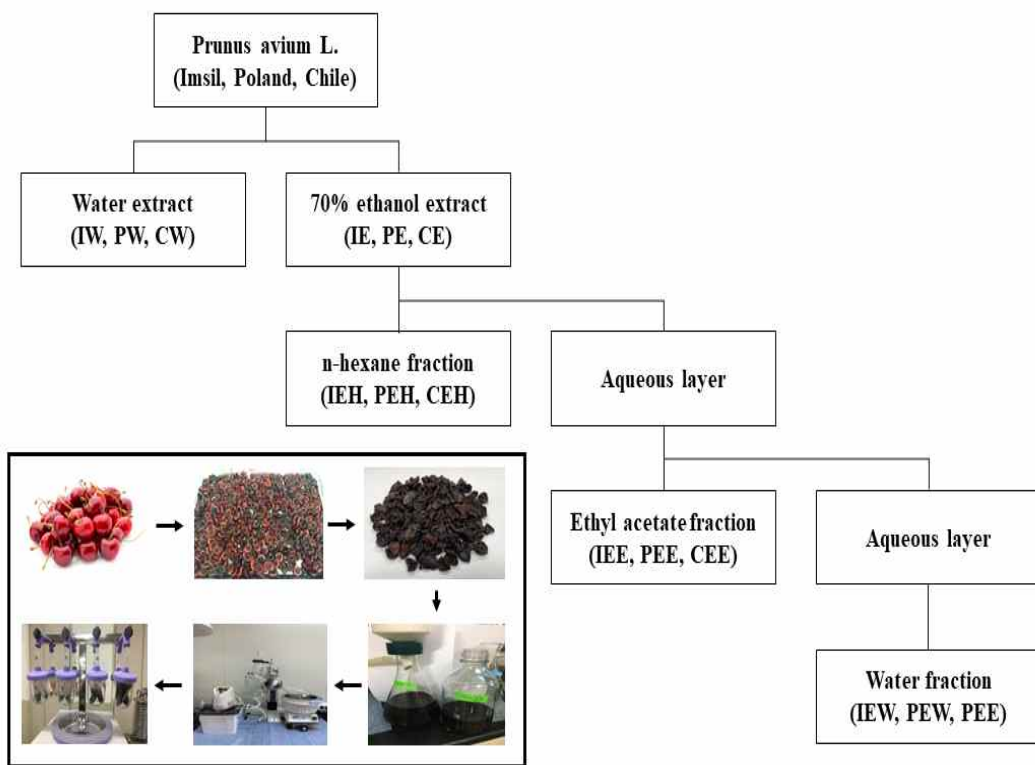 Prunus avium L.
(Imsil, Poland, Chile)
Water extract
(IW, PW, CW)
70% ethanol extract
(IE, PE, CE)
n-hexane fraction
(IEH, PEH, CEH)
Aqueous layer
Ethyl acetate fraction
(IEE, PEE, CEE)
Aqueous layer
Water fraction
(IEW, PEW, PEE)